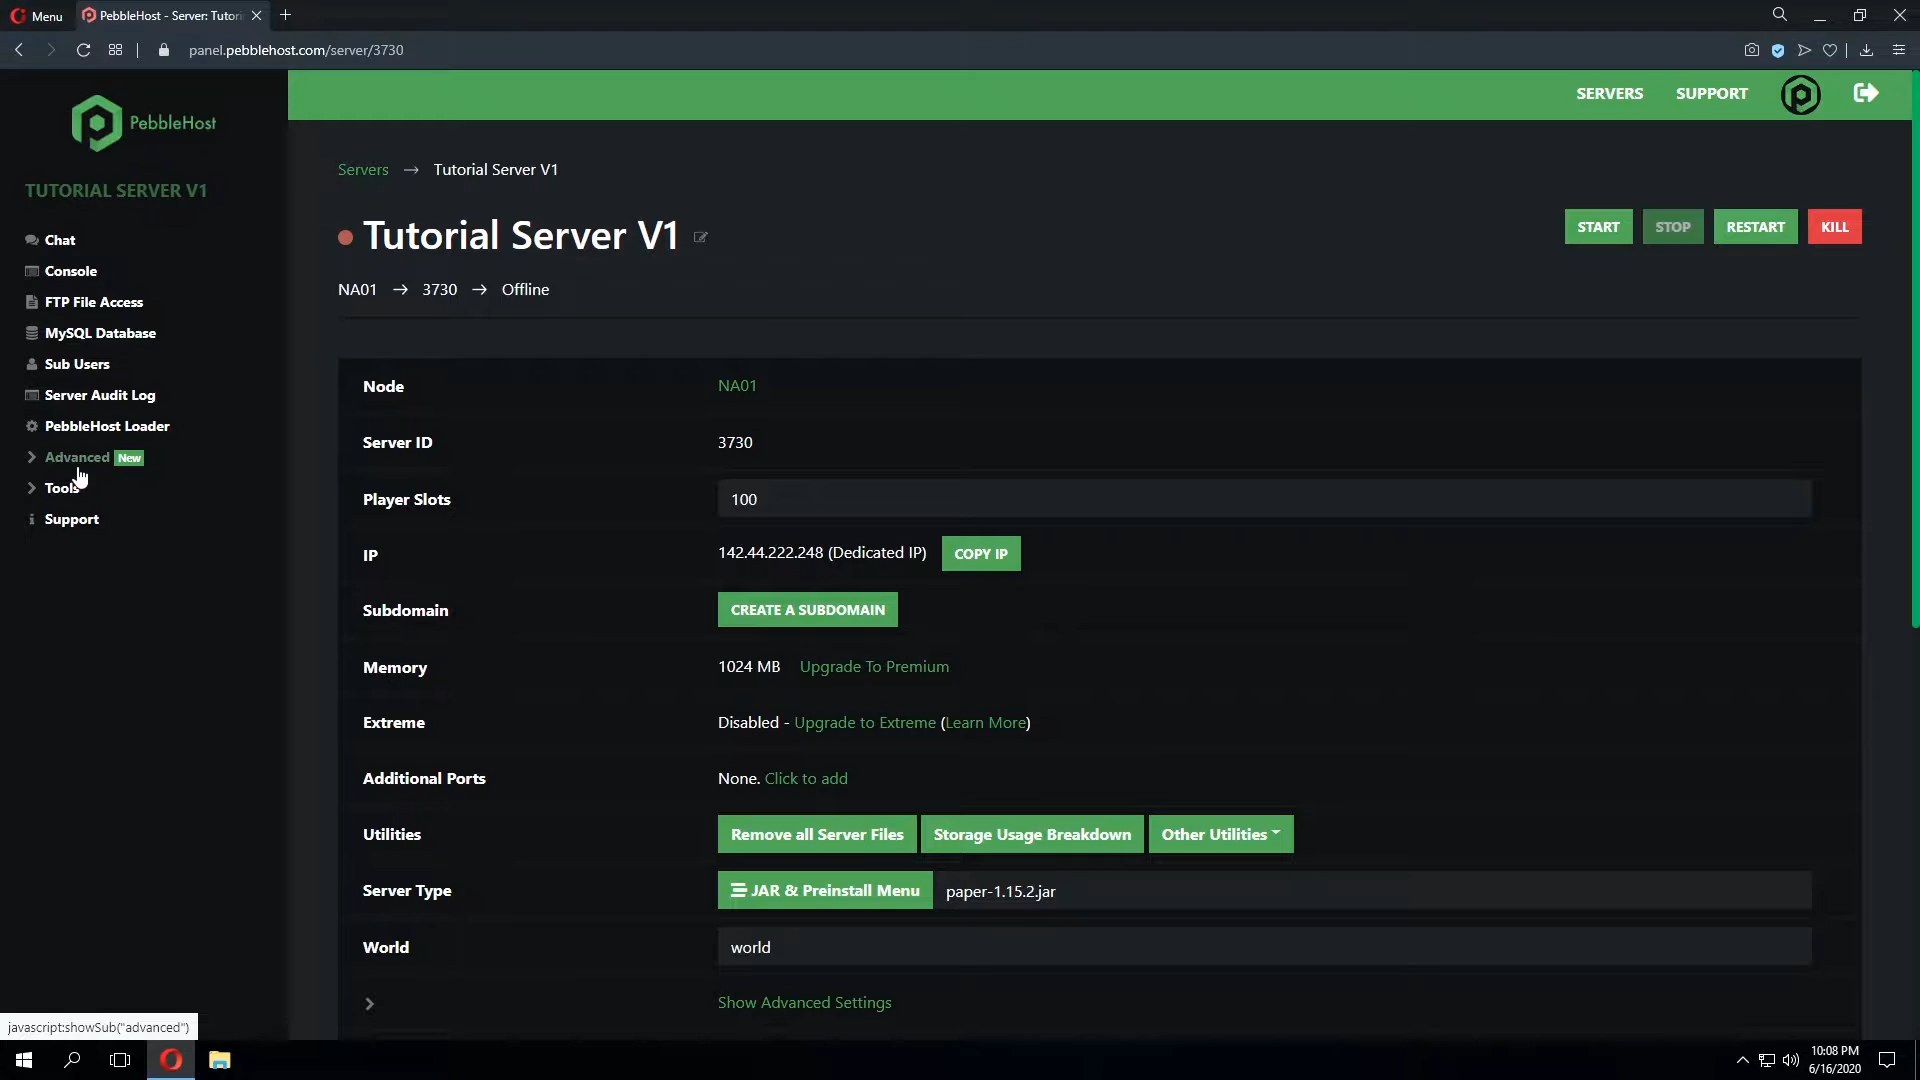 Menu
PebbleHost - Server: Tutori
panel.pebblehost.com/server/3730
PebbleHost
SERVERS
SUPPORT
TUTORIAL SERVER V1
Chat
Console
FTP File Access
MySQL Database
Sub Users
Server Audit Log
PebbleHost Loader
Advanced New
Tools
Support
Servers → Tutorial Server V1
Tutorial Server V1
START
STOP
RESTART
KILL
NA01 → 3730 → Offline
Node NA01
Server ID 3730
Player Slots 100
IP 142.44.222.248 (Dedicated IP) COPY IP
Subdomain CREATE A SUBDOMAIN
Memory 1024 MB Upgrade To Premium
Extreme Disabled - Upgrade to Extreme (Learn More)
Additional Ports None. Click to add
Utilities Remove all Server Files Storage Usage Breakdown Other Utilities
Server Type JAR & Preinstall Menu paper-1.15.2.jar
World world
Show Advanced Settings
javascript:showSub("advanced")
10:08 PM
6/16/2020